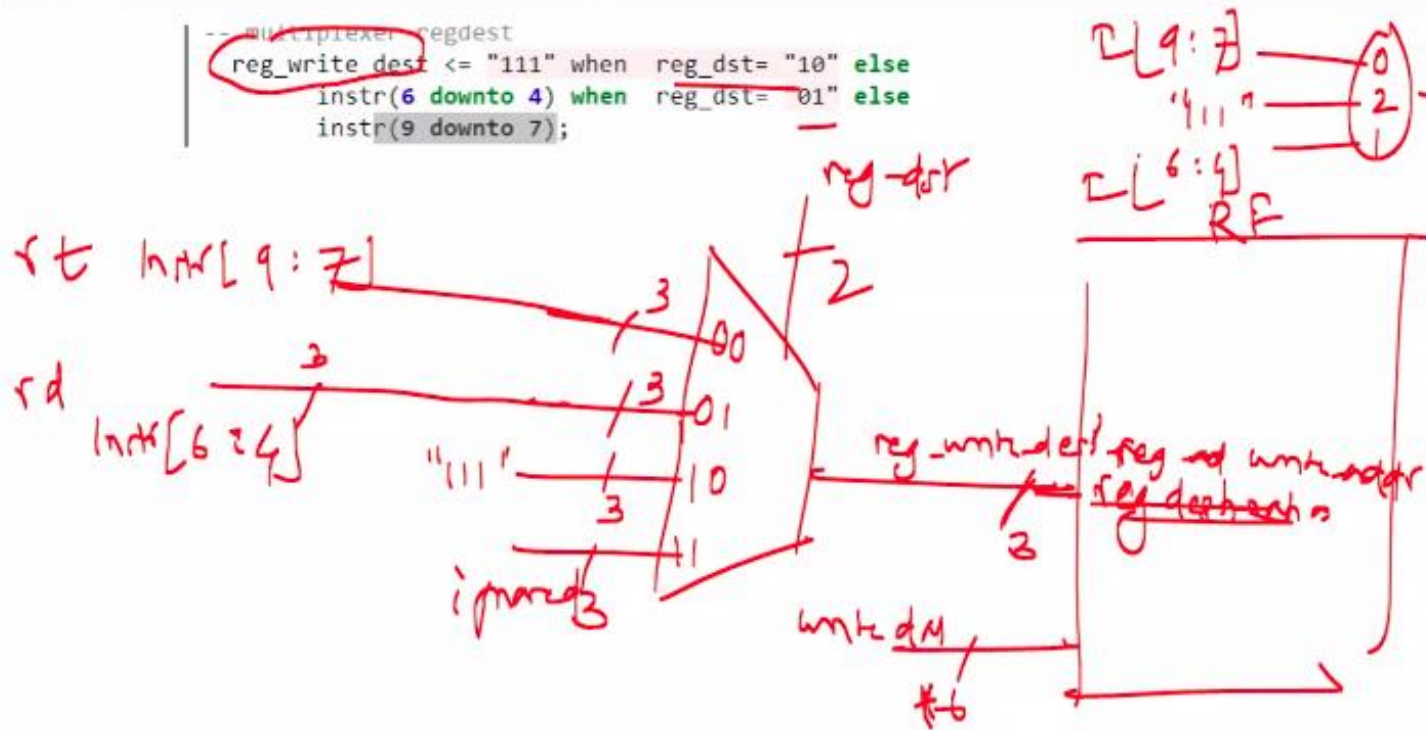 -- multiplexer regdest
reg_write_dest <= "111" when reg_dst= "10" else
instr(6 downto 4) when reg_dst= "01" else
instr(9 downto 7);
I[9:7] 0
"111" 2
I[6:4] 1
RF
reg-dst
2
rt Instr[9:7]
3
00
rd
3
3
01
Instr[6:4]
"111"
3
10
ignored
3
11
reg_write_dest
3
write